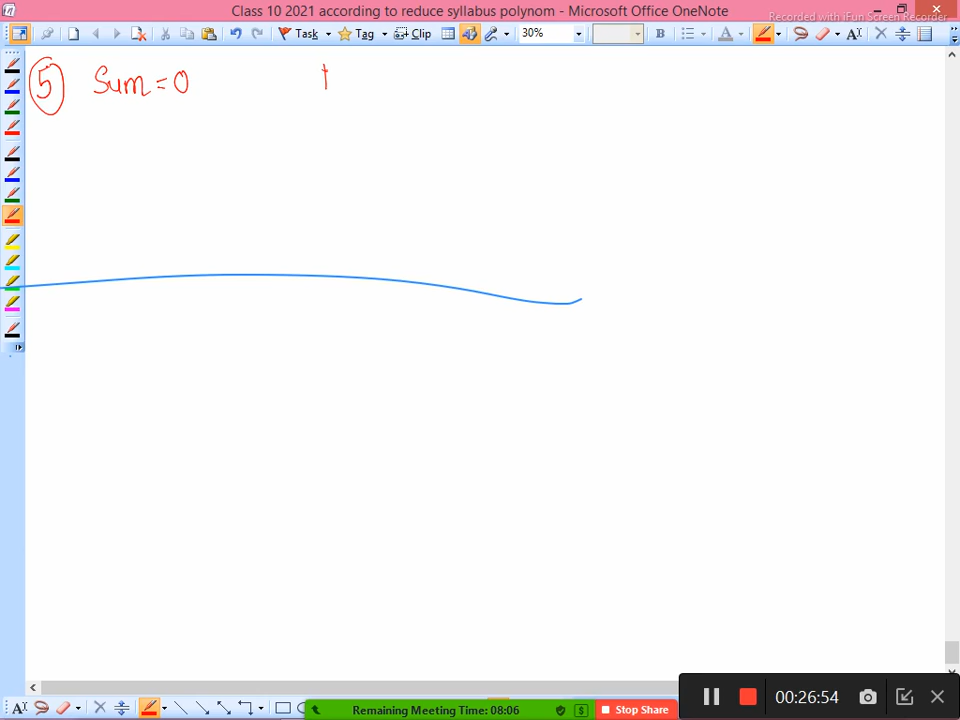 Class 10 2021 according to reduce syllabus polynom - Microsoft Office OneNote
Recorded with iFun Screen Recorder
Task Tag Clip 30% B A
5 Sum = 0
Remaining Meeting Time: 08:06 Stop Share
00:26:54